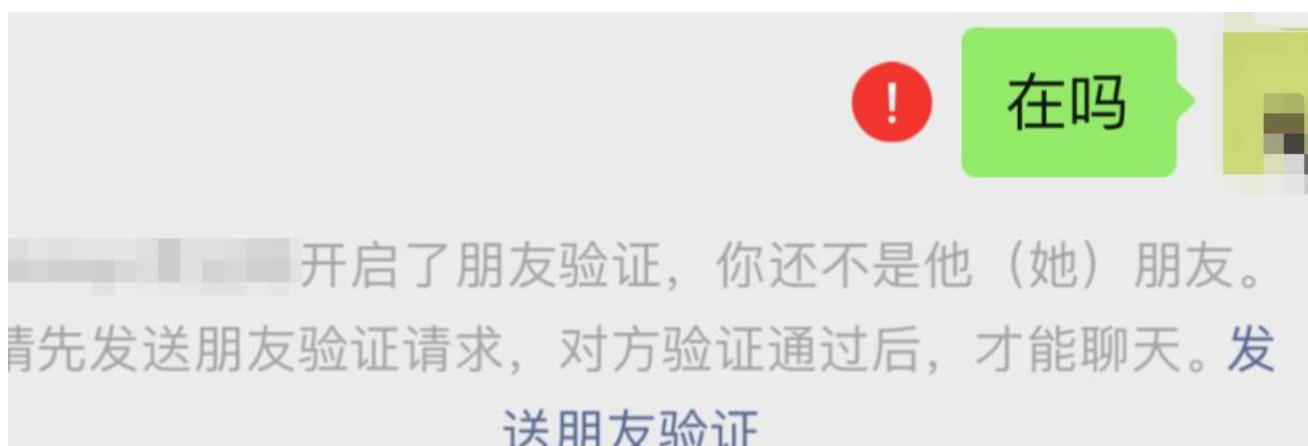 在吗
开启了朋友验证，你还不是他（她）朋友。
请先发送朋友验证请求，对方验证通过后，才能聊天。发
送朋友验证